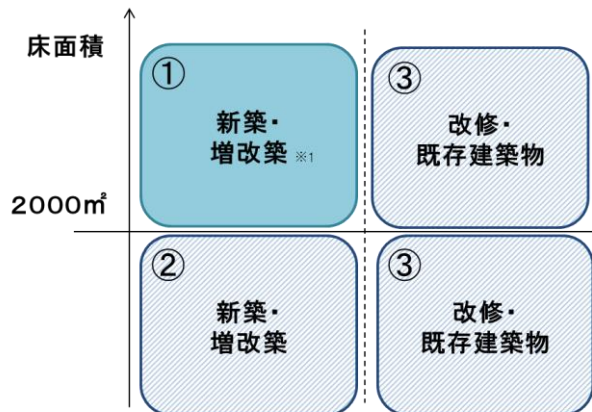 床面積
①
新築・
増改築 ※1
③
改修・
既存建築物
2000㎡
②
新築・
増改築
③
改修・
既存建築物